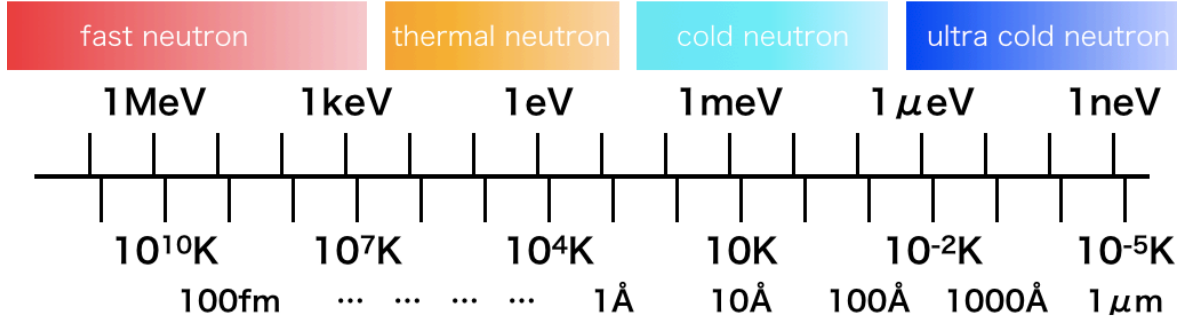 fast neutron thermal neutron cold neutron ultra cold neutron
1MeV 1keV 1eV 1meV 1μeV 1neV
10¹⁰K 10⁷K 10⁴K 10K 10⁻²K 10⁻⁵K
100fm ··· ··· ··· ··· 1Å 10Å 100Å 1000Å 1μm